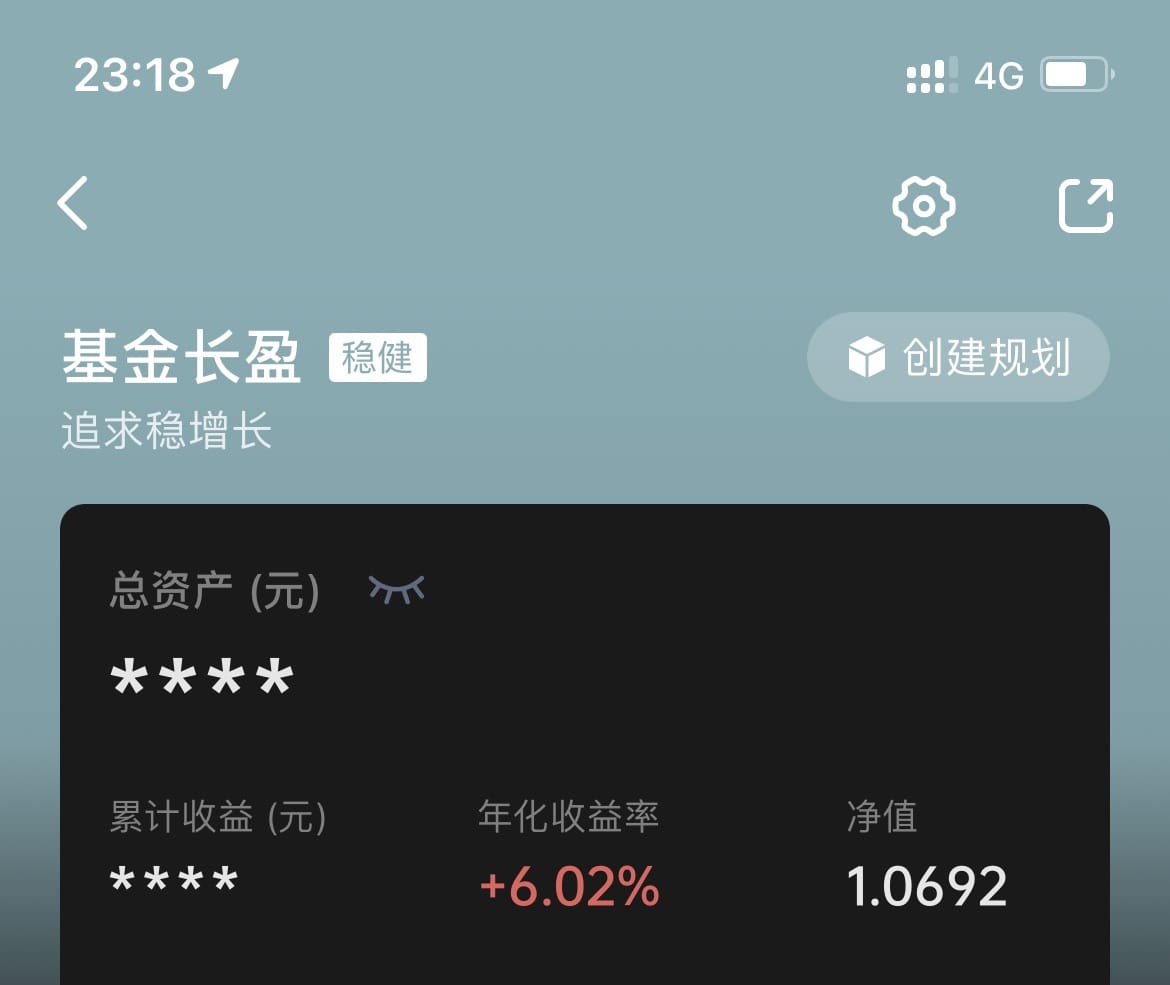 23:18 4G
基金长盈 稳健 创建规划
追求稳增长
总资产 (元)
****
累计收益 (元) 年化收益率 净值
**** +6.02% 1.0692